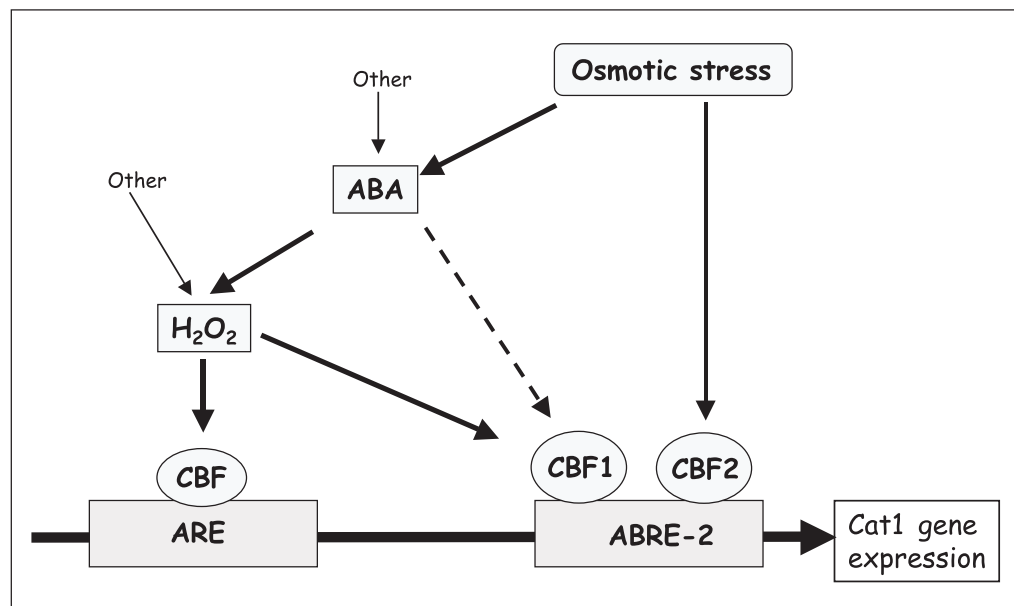 Osmotic stress
Other
ABA
Other
H₂O₂
CBF
CBF1
CBF2
ARE
ABRE-2
Cat1 gene
expression